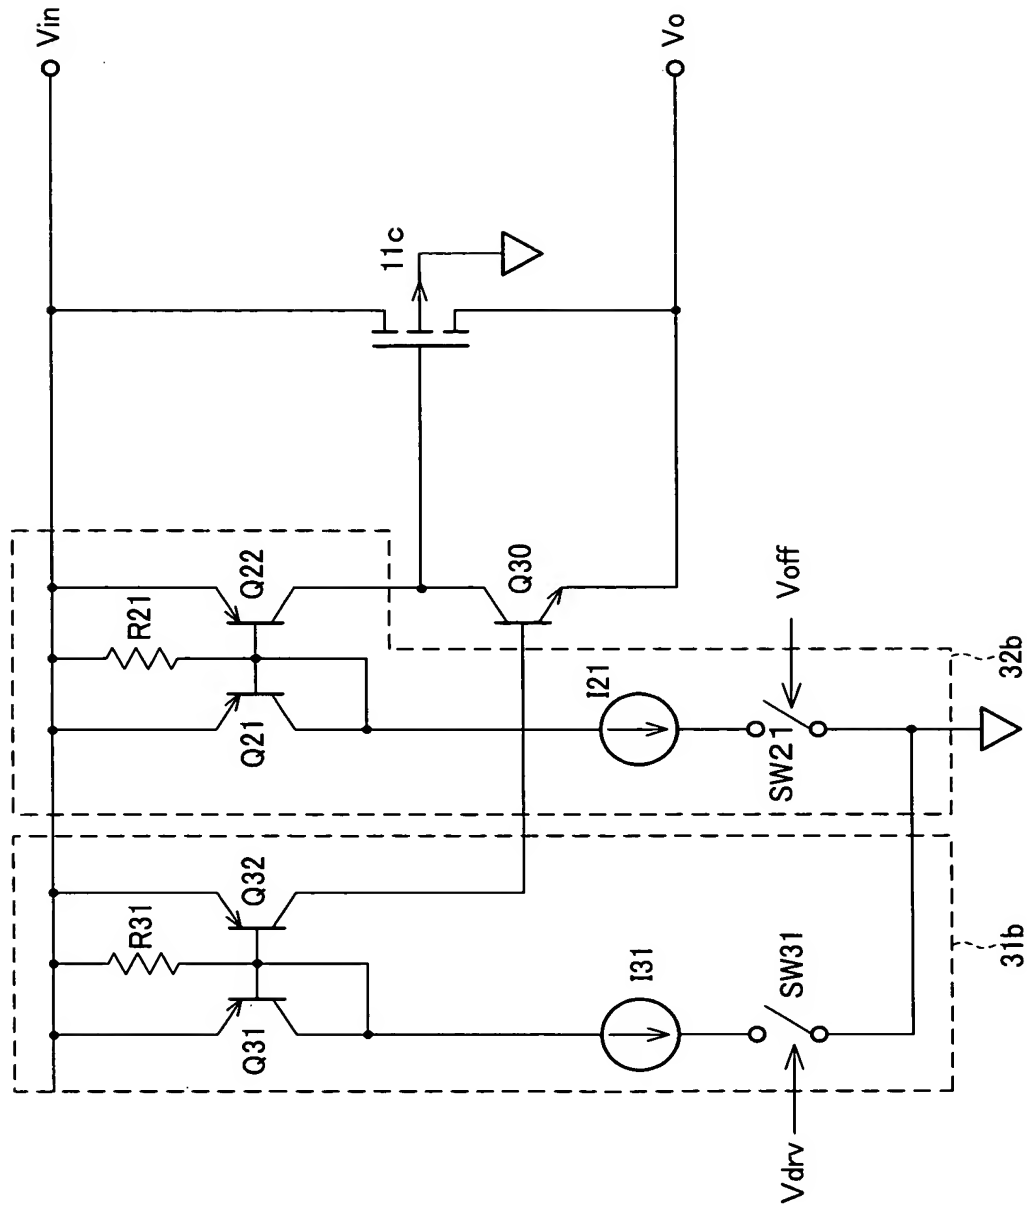 Vin
Vo
11c
Q22
R21
Q21
Q30
I21
Voff
SW21
32b
Q32
R31
Q31
I31
SW31
31b
Vdrv